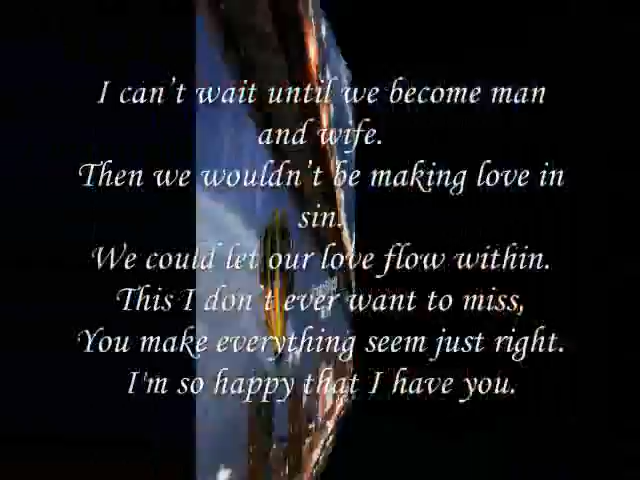 I can't wait until we become man
and wife.
Then we wouldn't be making love in
sin.
We could let our love flow within.
This I don't ever want to miss,
You make everything seem just right.
I'm so happy that I have you.